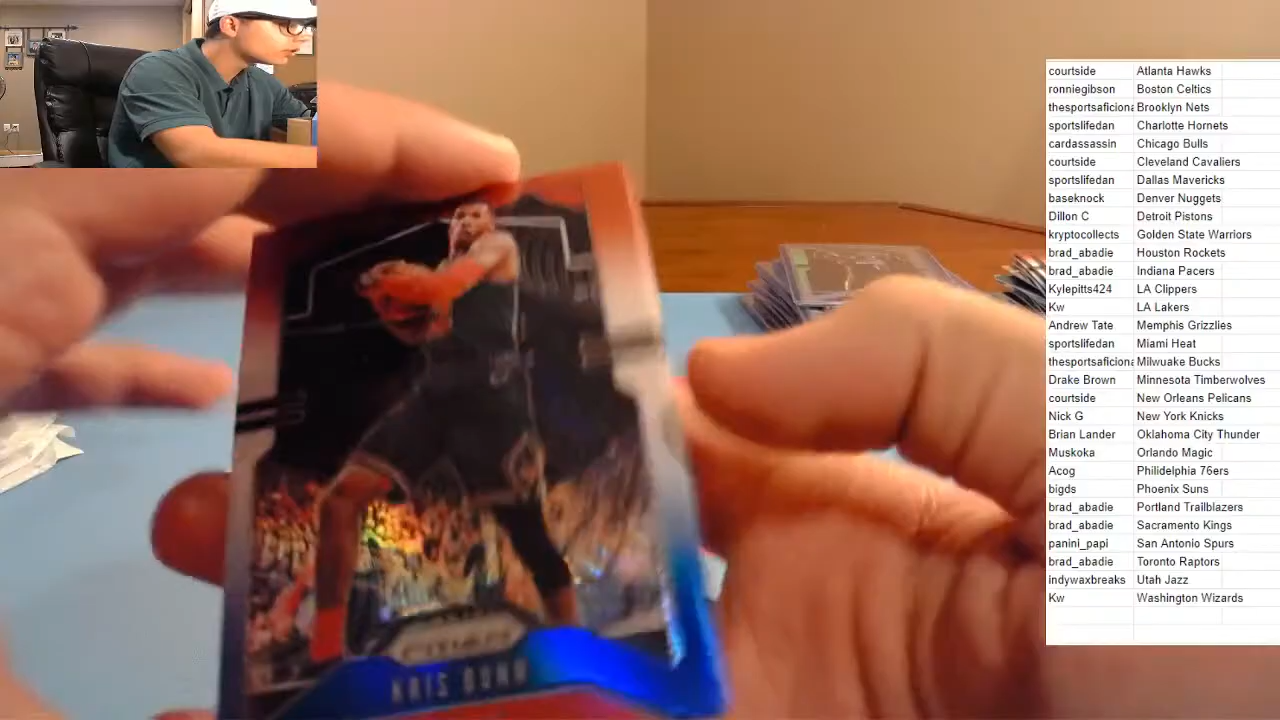 courtside Atlanta Hawks
ronniegibson Boston Celtics
thesportsaficiona Brooklyn Nets
sportslifedan Charlotte Hornets
cardassassin Chicago Bulls
courtside Cleveland Cavaliers
sportslifedan Dallas Mavericks
baseknock Denver Nuggets
Dillon C Detroit Pistons
kryptocollects Golden State Warriors
brad_abadie Houston Rockets
brad_abadie Indiana Pacers
Kylepitts424 LA Clippers
Kw LA Lakers
Andrew Tate Memphis Grizzlies
sportslifedan Miami Heat
thesportsaficiona Milwuake Bucks
Drake Brown Minnesota Timberwolves
courtside New Orleans Pelicans
Nick G New York Knicks
Brian Lander Oklahoma City Thunder
Muskoka Orlando Magic
Acog Philidelphia 76ers
bigds Phoenix Suns
brad_abadie Portland Trailblazers
brad_abadie Sacramento Kings
panini_papi San Antonio Spurs
brad_abadie Toronto Raptors
indywaxbreaks Utah Jazz
Kw Washington Wizards
PRIZM
KRIS DUNN